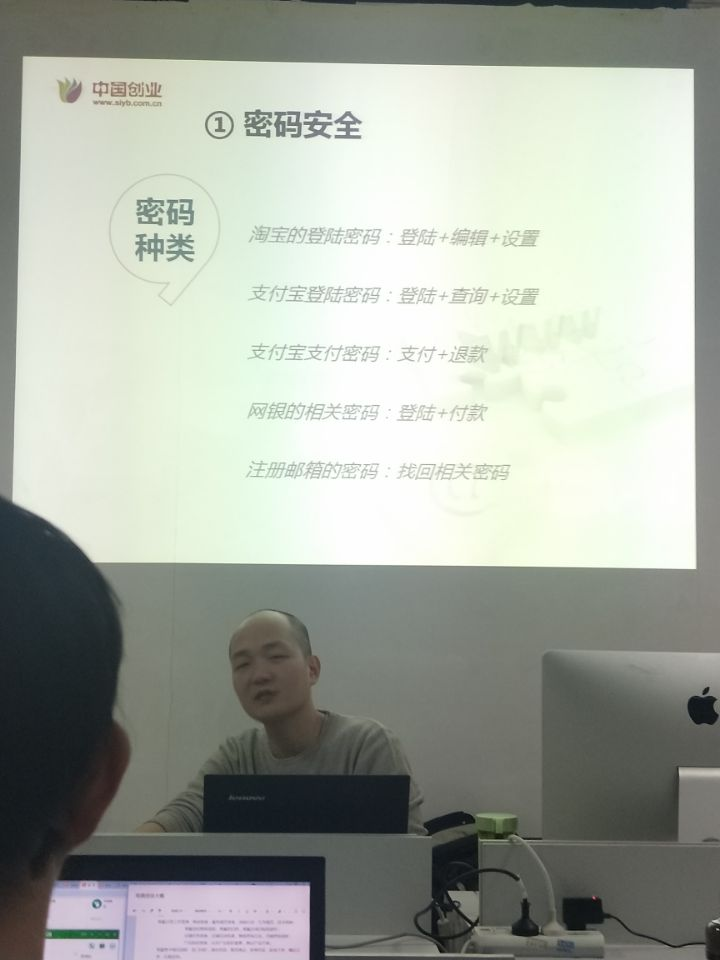 中国创业
www.siyb.com.cn
① 密码安全
密码
种类
淘宝的登陆密码：登陆+编辑+设置
支付宝登陆密码：登陆+查询+设置
支付宝支付密码：支付+退款
网银的相关密码：登陆+付款
注册邮箱的密码：找回相关密码
lenovo